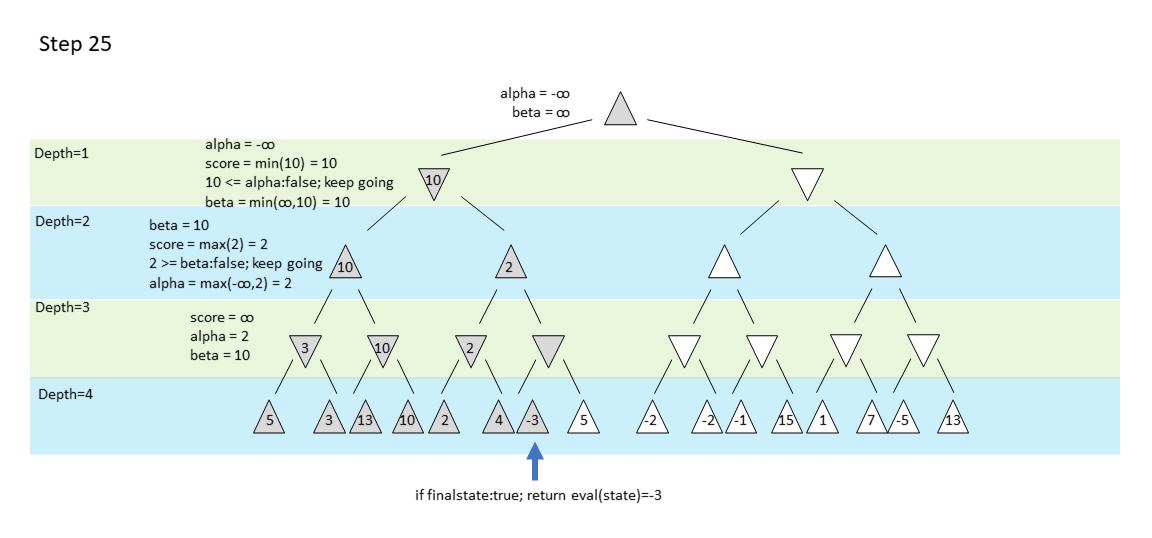 Step 25
alpha = -∞
beta = ∞
Depth=1
alpha = -∞
score = min(10) = 10
10 <= alpha:false; keep going
beta = min(∞,10) = 10
10
Depth=2
beta = 10
score = max(2) = 2
2 >= beta:false; keep going
alpha = max(-∞,2) = 2
10 2
Depth=3
score = ∞
alpha = 2
beta = 10
3 10 2
Depth=4
5 3 13 10 2 4 -3 5 -2 -2 -1 15 1 7 -5 13
if finalstate:true; return eval(state)=-3